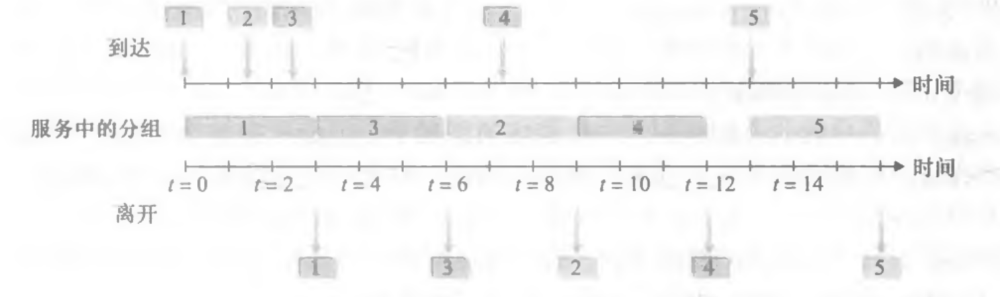 1 2 3 4 5
到达
时间
服务中的分组 1 3 2 4 5
时间
t = 0 t = 2 t = 4 t = 6 t = 8 t = 10 t = 12 t = 14
离开
1 3 2 4 5